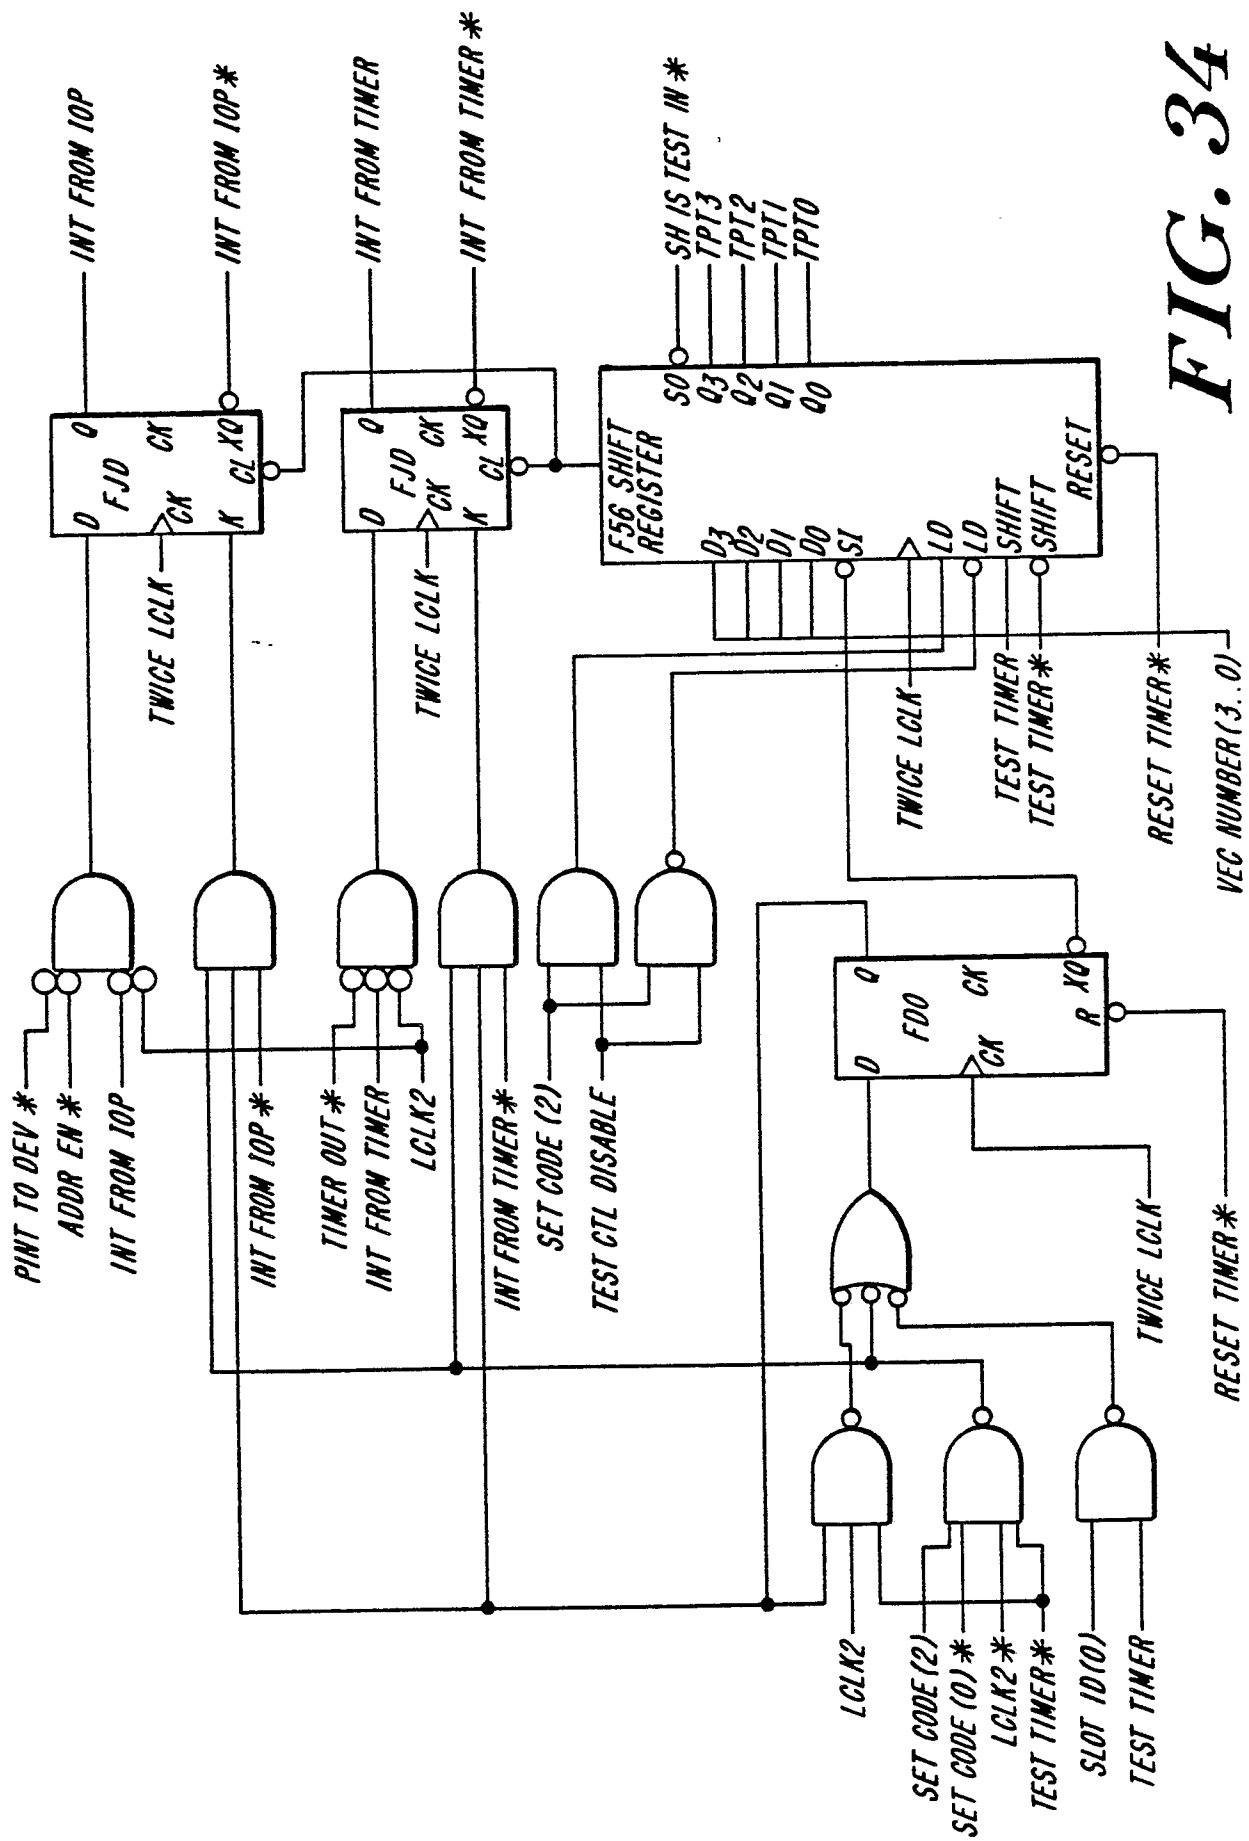 PINT TO DEV*
ADDR EN*
INT FROM IOP
INT FROM IOP*
TIMER OUT*
INT FROM TIMER
LCLK2
INT FROM TIMER*
SET CODE (2)
TEST CTL DISABLE
LCLK2
SET CODE (2)
SET CODE (0)*
LCLK2*
TEST TIMER*
SLOT ID(0)
TEST TIMER
D
Q
FDO
CK
CK
XQ
R
TWICE LCLK
RESET TIMER*
D
Q
FJD
CK
CK
XQ
K
CL
TWICE LCLK
INT FROM IOP
INT FROM IOP*
D
Q
FJD
CK
CK
XQ
K
CL
TWICE LCLK
INT FROM TIMER
INT FROM TIMER*
F56 SHIFT
REGISTER
D3
D2
D1
D0
SI
LD
LD
SHIFT
SHIFT
RESET
SO
Q3
Q2
Q1
Q0
SH IS TEST IN*
TPT3
TPT2
TPT1
TPT0
TWICE LCLK
TEST TIMER
TEST TIMER*
RESET TIMER*
VEC NUMBER(3..0)
FIG. 34